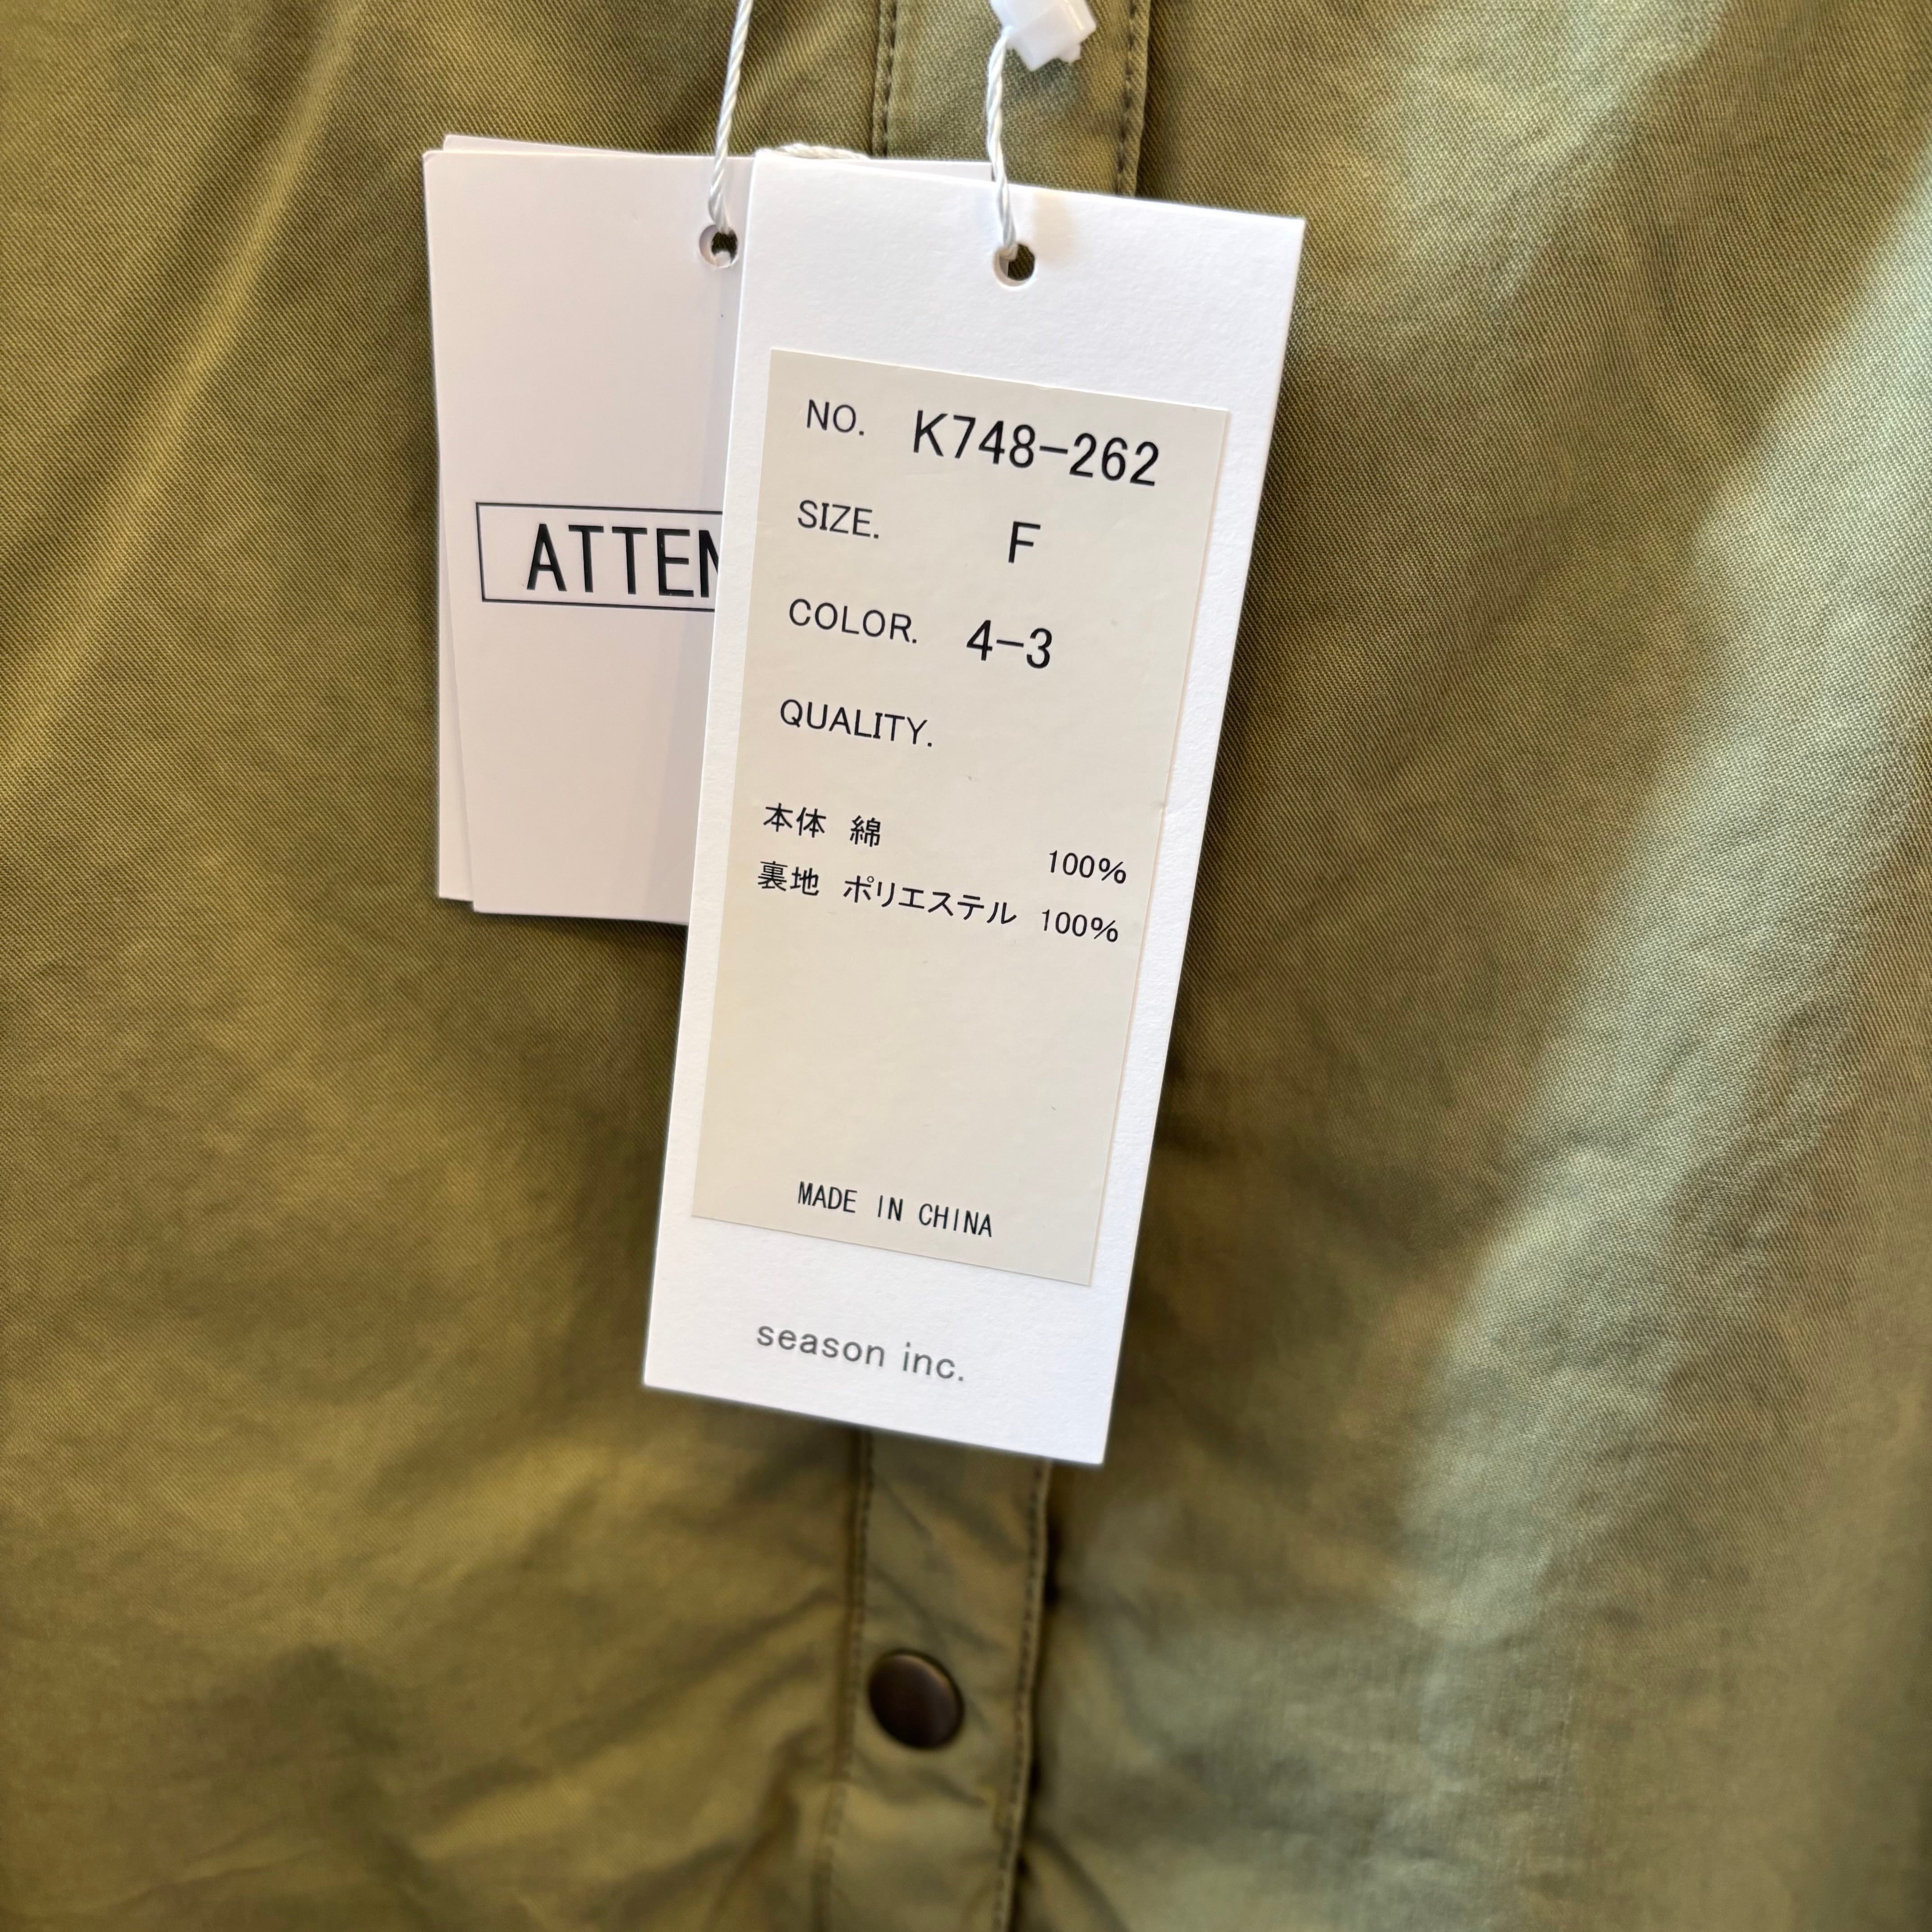 ATTEN
NO. K748-262
SIZE. F
COLOR. 4-3
QUALITY.
本体 綿 100%
裏地 ポリエステル 100%
MADE IN CHINA
season inc.